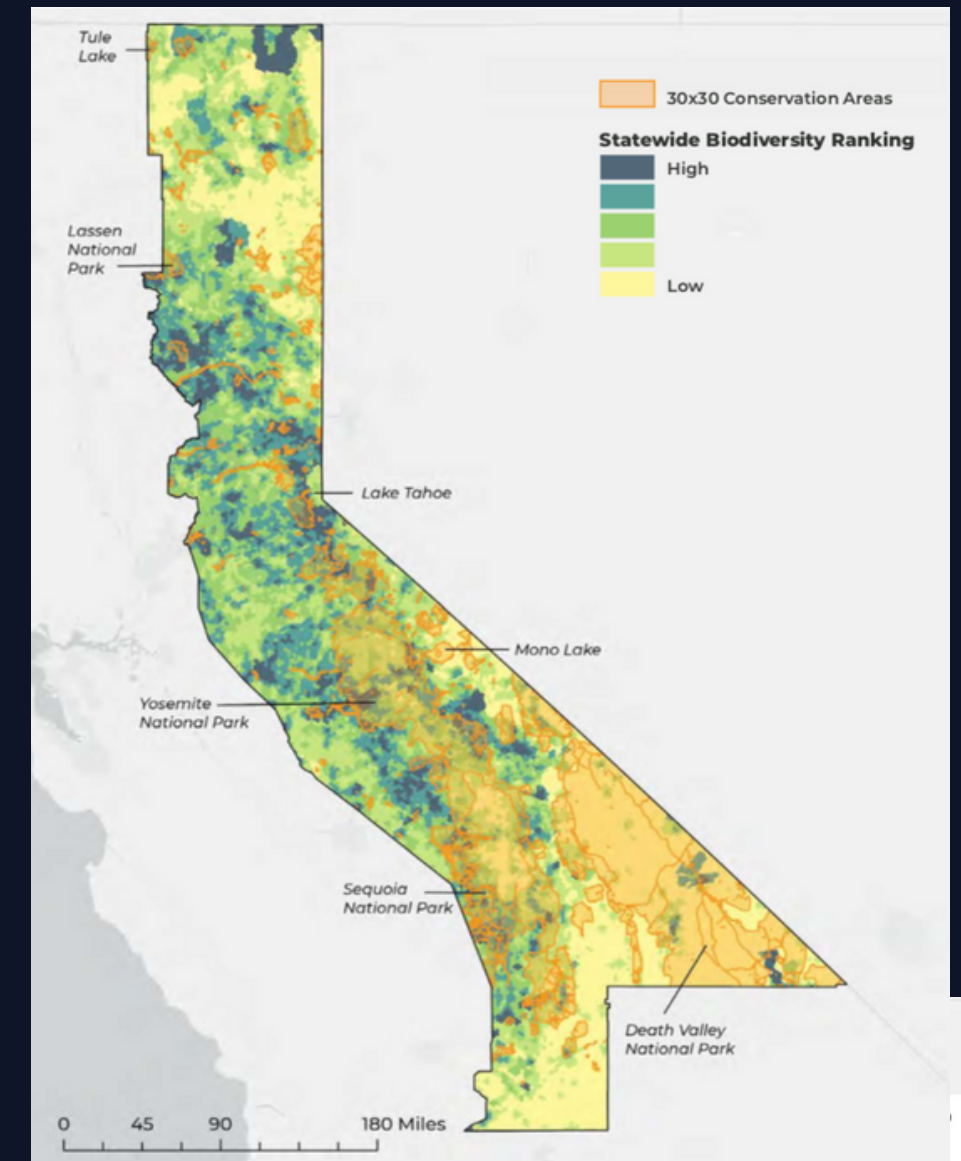 Tule
Lake
30x30 Conservation Areas
Statewide Biodiversity Ranking
High
Low
Lassen
National
Park
Lake Tahoe
Mono Lake
Yosemite
National Park
Sequoia
National Park
Death Valley
National Park
0 45 90 180 Miles